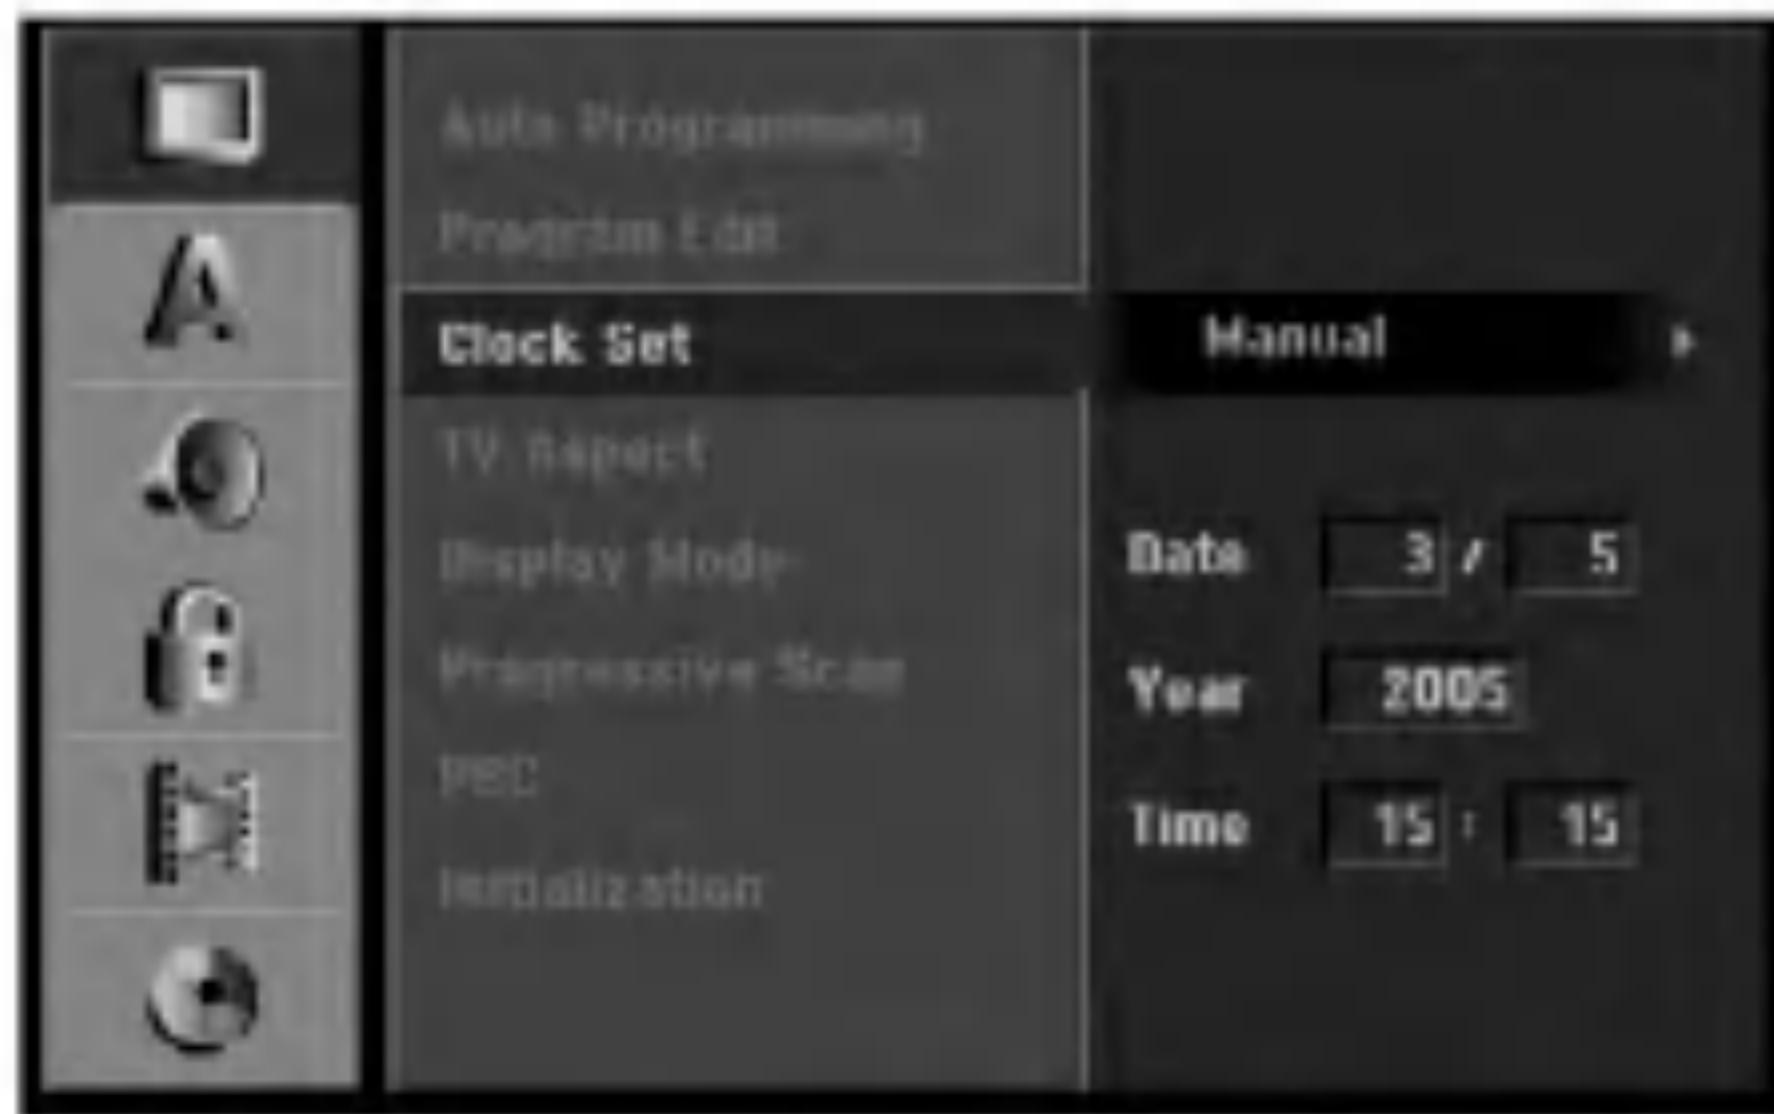 Auto Programming
Program Edit
Clock Set
Manual
TV Aspect
Display Mode
Progressive Scan
PBC
Initialization
Date 3 / 5
Year 2005
Time 15 : 15
A